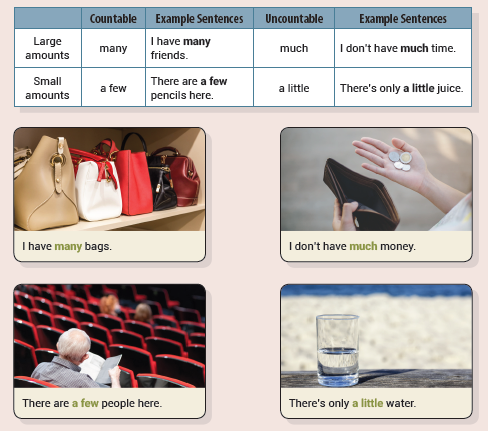 Countable Example Sentences Uncountable Example Sentences
Large amounts many I have many friends. much I don't have much time.
Small amounts a few There are a few pencils here. a little There's only a little juice.
I have many bags.
I don't have much money.
There are a few people here.
There's only a little water.